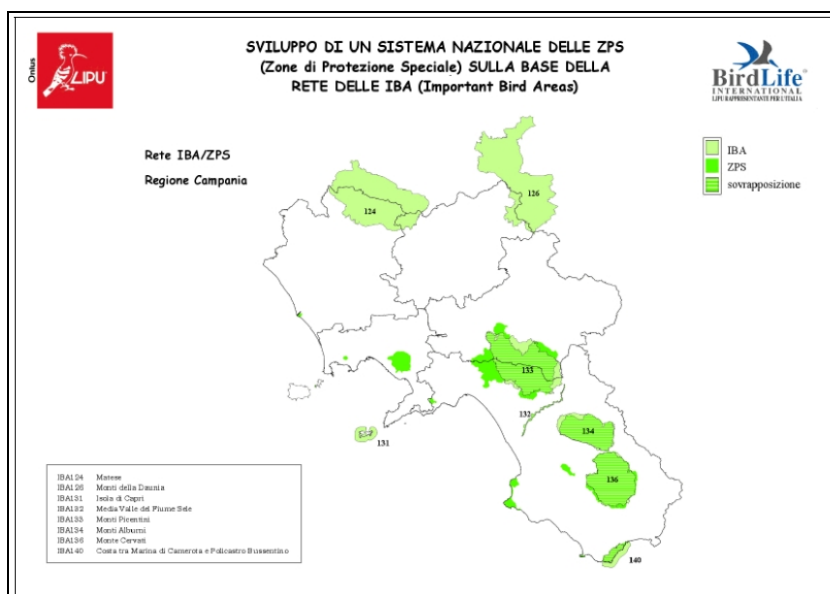 Onlus
LIPU
SVILUPPO DI UN SISTEMA NAZIONALE DELLE ZPS
(Zone di Protezione Speciale) SULLA BASE DELLA
RETE DELLE IBA (Important Bird Areas)
BirdLife
INTERNATIONAL
LIPU RAPPRESENTANTE PER L'ITALIA
Rete IBA/ZPS
Regione Campania
IBA
ZPS
sovrapposizione
124
126
133
132
134
131
136
140
IBA124 Matese
IBA126 Monti della Daunia
IBA131 Isola di Capri
IBA132 Media Valle del Fiume Sele
IBA133 Monti Picentini
IBA134 Monti Alburni
IBA136 Monte Cervati
IBA140 Costa tra Marina di Camerota e Policastro Bussentino